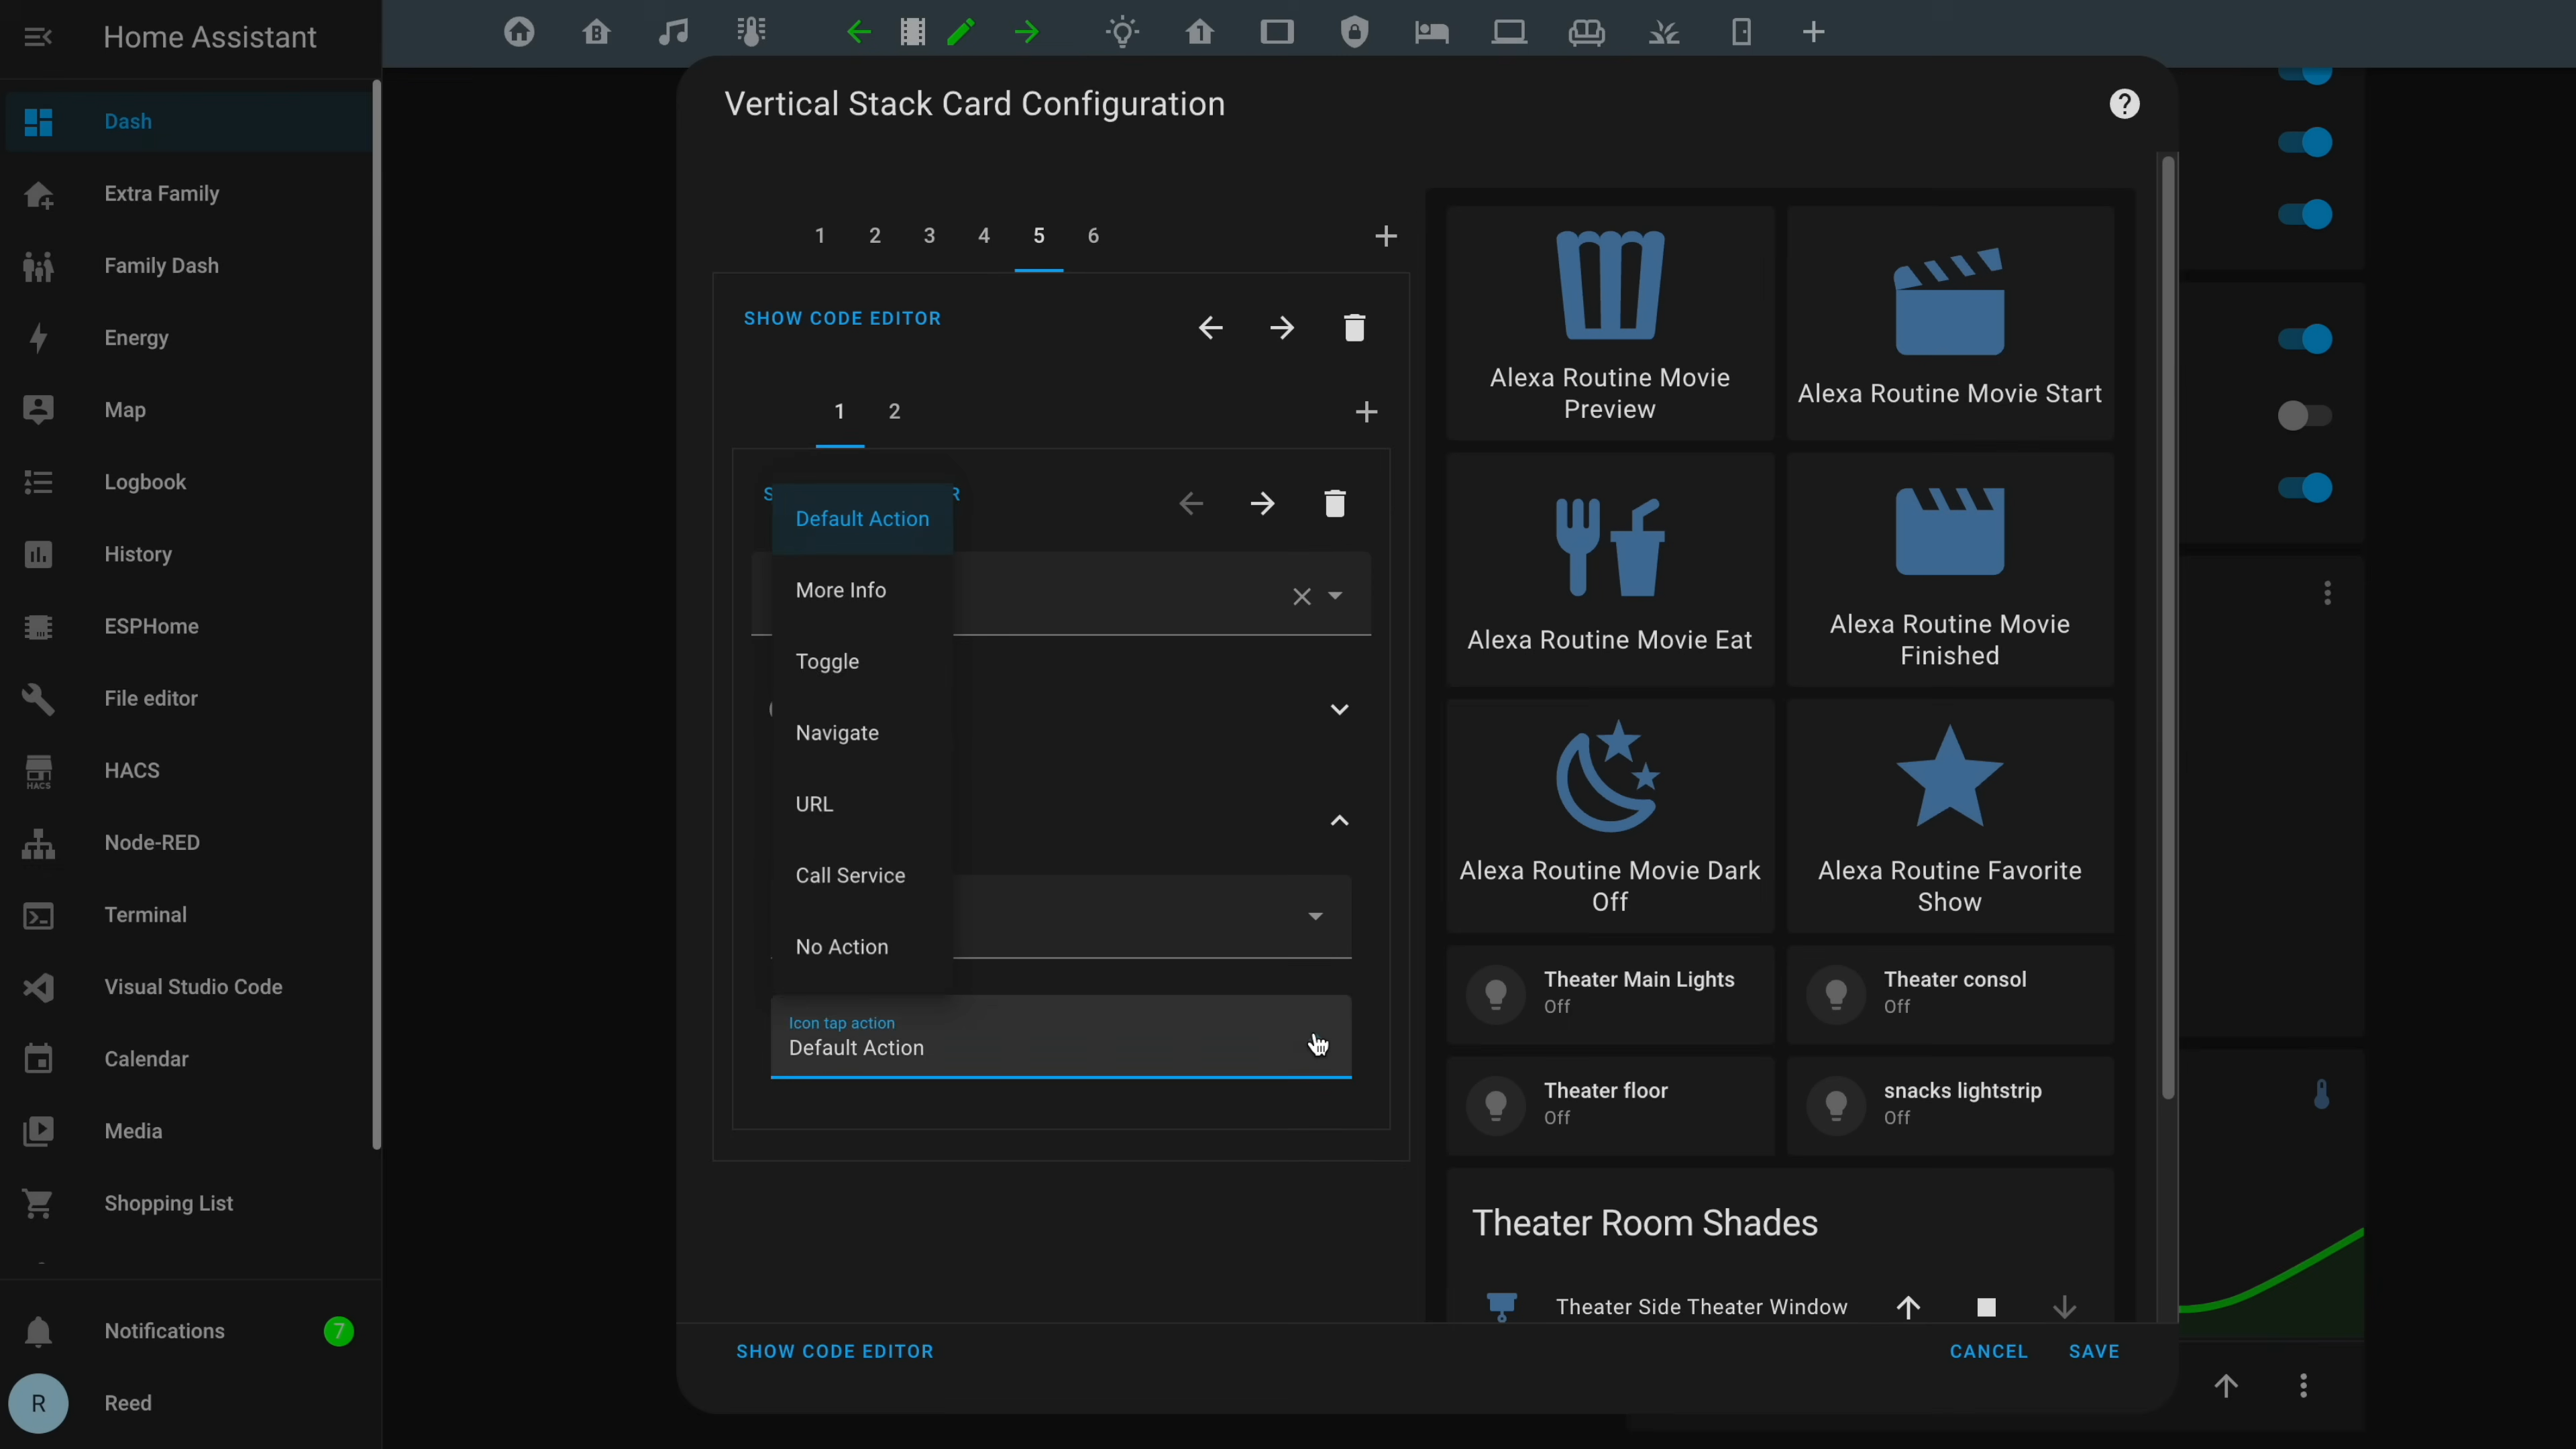 Home Assistant
Dash
Extra Family
Family Dash
Energy
Map
Logbook
History
ESPHome
File editor
HACS
HACS
Node-RED
Terminal
Visual Studio Code
Calendar
Media
Shopping List
Notifications
7
R
Reed
B
1
Vertical Stack Card Configuration
?
1 2 3 4 5 6
SHOW CODE EDITOR
1 2
S
R
Default Action
More Info
Toggle
Navigate
URL
Call Service
No Action
Icon tap action
Default Action
Alexa Routine Movie
Preview
Alexa Routine Movie Start
Alexa Routine Movie Eat
Alexa Routine Movie
Finished
Alexa Routine Movie Dark
Off
Alexa Routine Favorite
Show
Theater Main Lights
Off
Theater consol
Off
Theater floor
Off
snacks lightstrip
Off
Theater Room Shades
Theater Side Theater Window
SHOW CODE EDITOR
CANCEL
SAVE